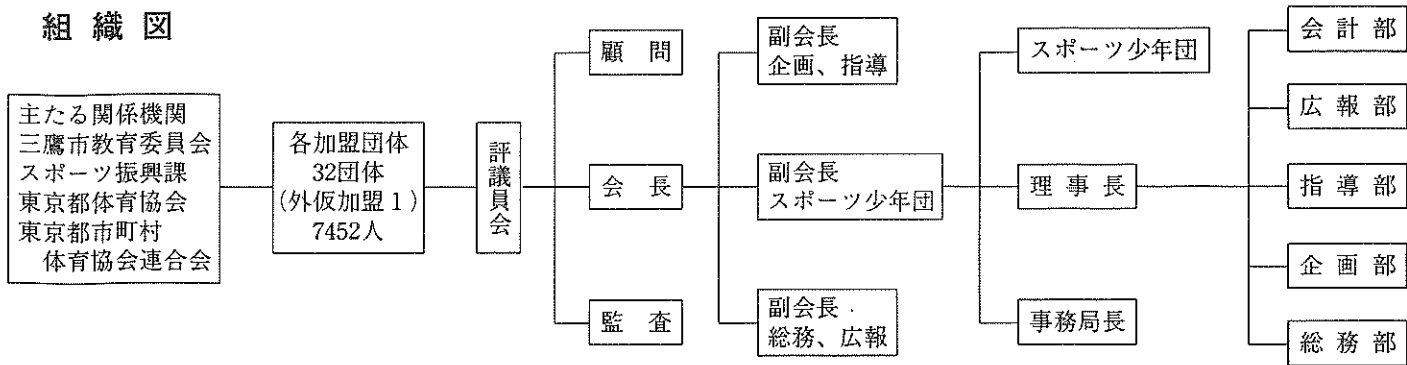 組織図
主たる関係機関
三鷹市教育委員会
スポーツ振興課
東京都体育協会
東京都市町村
体育協会連合会
各加盟団体
32団体
(外仮加盟1)
7452人
評議員会
顧問
会長
監査
副会長
企画、指導
副会長
スポーツ少年団
副会長
総務、広報
スポーツ少年団
理事長
事務局長
会計部
広報部
指導部
企画部
総務部